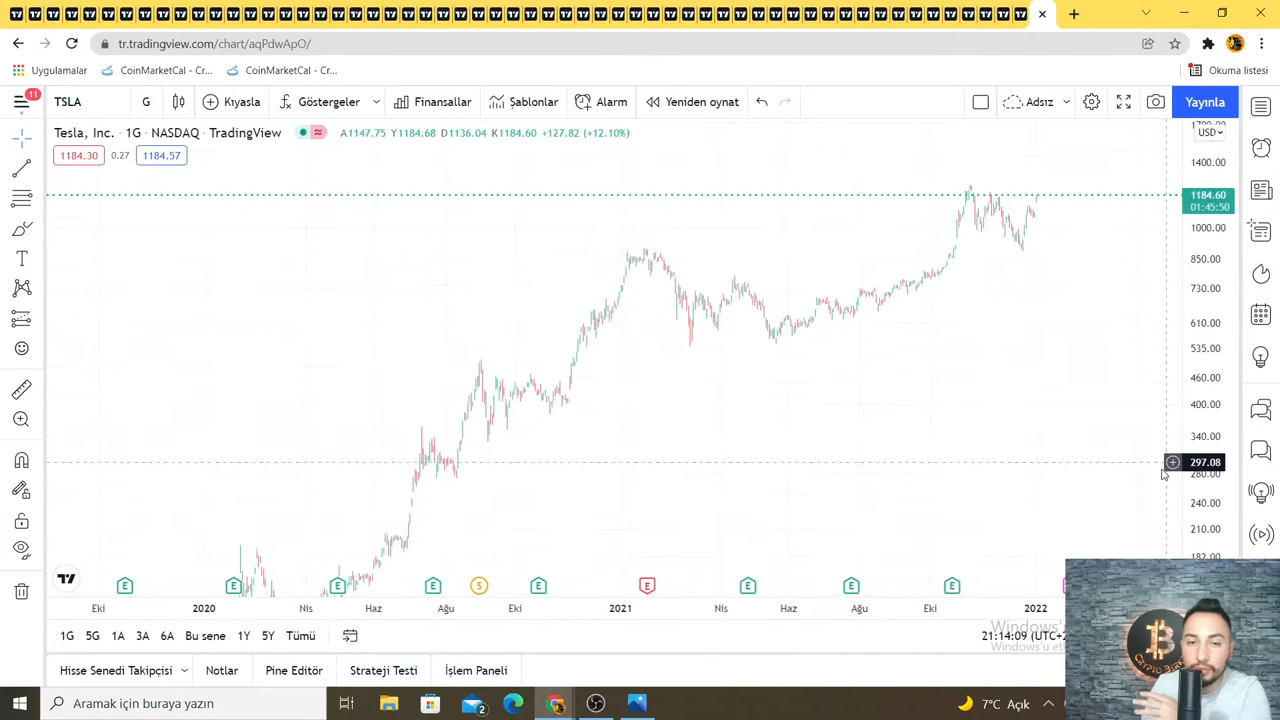 tr.tradingview.com/chart/aqPdwApO/
Uygulamalar
CoinMarketCal - Cr...
CoinMarketCal - Cr...
Okuma listesi
11
TSLA
G
Kıyasla
Göstergeler
Finansallar
Şablonlar
Alarm
Yeniden oynat
Adsız
Yayınla
Tesla, Inc. · 1G · NASDAQ · TradingView
A1147.75 Y1184.68 D1136.04 K1184.60 +127.82 (+12.10%)
USD
1184.30
0.27
1184.57
1400.00
1184.60
01:45:50
1000.00
850.00
730.00
610.00
535.00
460.00
400.00
340.00
297.08
280.00
240.00
210.00
182.00
E
E
E
E
S
E
E
E
E
E
Eki
2020
Nis
Haz
Ağu
Eki
2021
Nis
Haz
Ağu
Eki
2022
1G
5G
1A
3A
6A
Bu sene
1Y
5Y
Tümü
21:14:09 (UTC+
Hisse Senedi Takipçisi
Notlar
Pine Editör
Strateji Testi
İşlem Paneli
Aramak için buraya yazın
2
7°C Açık